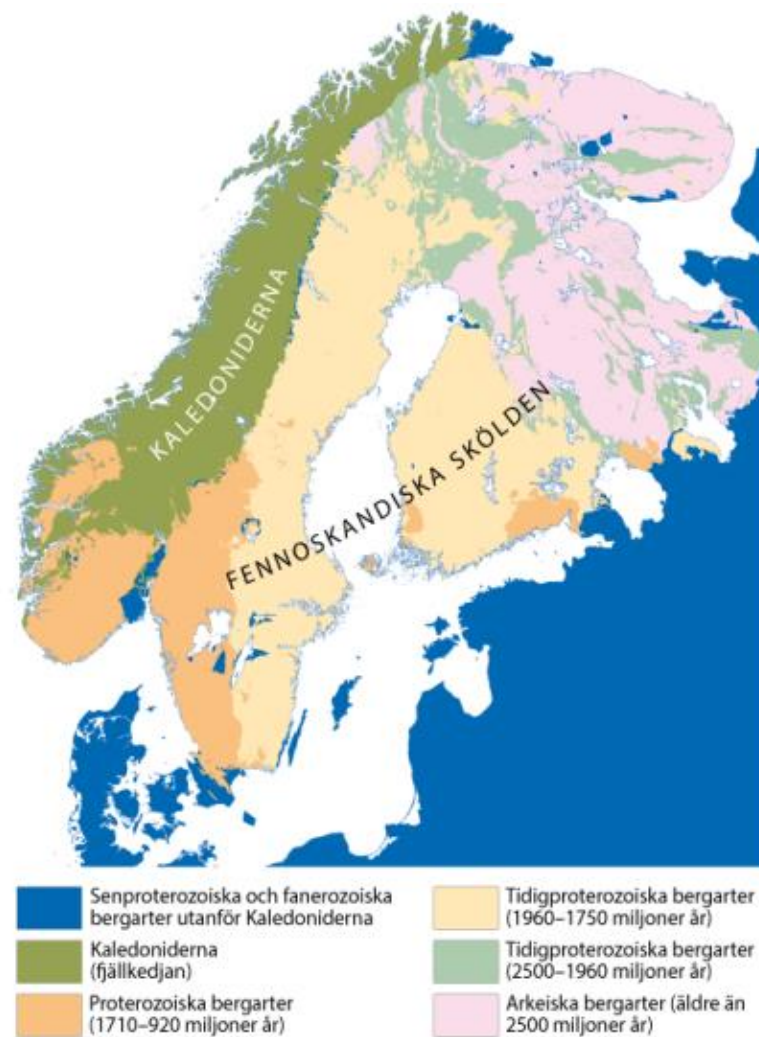 KALEDONIDERNA
FENNOSKANDISKA SKÖLDEN
Senproterozoiska och fanerozoiska
bergarter utanför Kaledoniderna
Kaledoniderna
(fjällkedjan)
Proterozoiska bergarter
(1710–920 miljoner år)
Tidigproterozoiska bergarter
(1960–1750 miljoner år)
Tidigproterozoiska bergarter
(2500–1960 miljoner år)
Arkeiska bergarter (äldre än
2500 miljoner år)